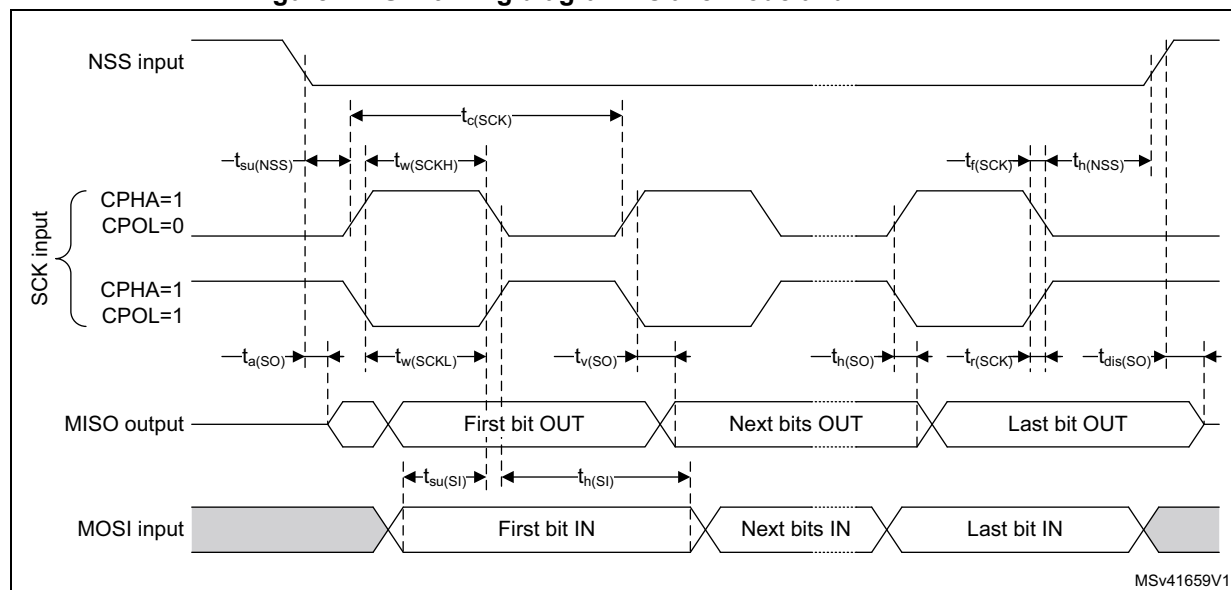 NSS input
tc(SCK)
tsu(NSS)
tw(SCKH)
tf(SCK)
th(NSS)
SCK input
CPHA=1
CPOL=0
CPHA=1
CPOL=1
ta(SO)
tw(SCKL)
tv(SO)
th(SO)
tr(SCK)
tdis(SO)
MISO output
First bit OUT
Next bits OUT
Last bit OUT
tsu(SI)
th(SI)
MOSI input
First bit IN
Next bits IN
Last bit IN
MSv41659V1